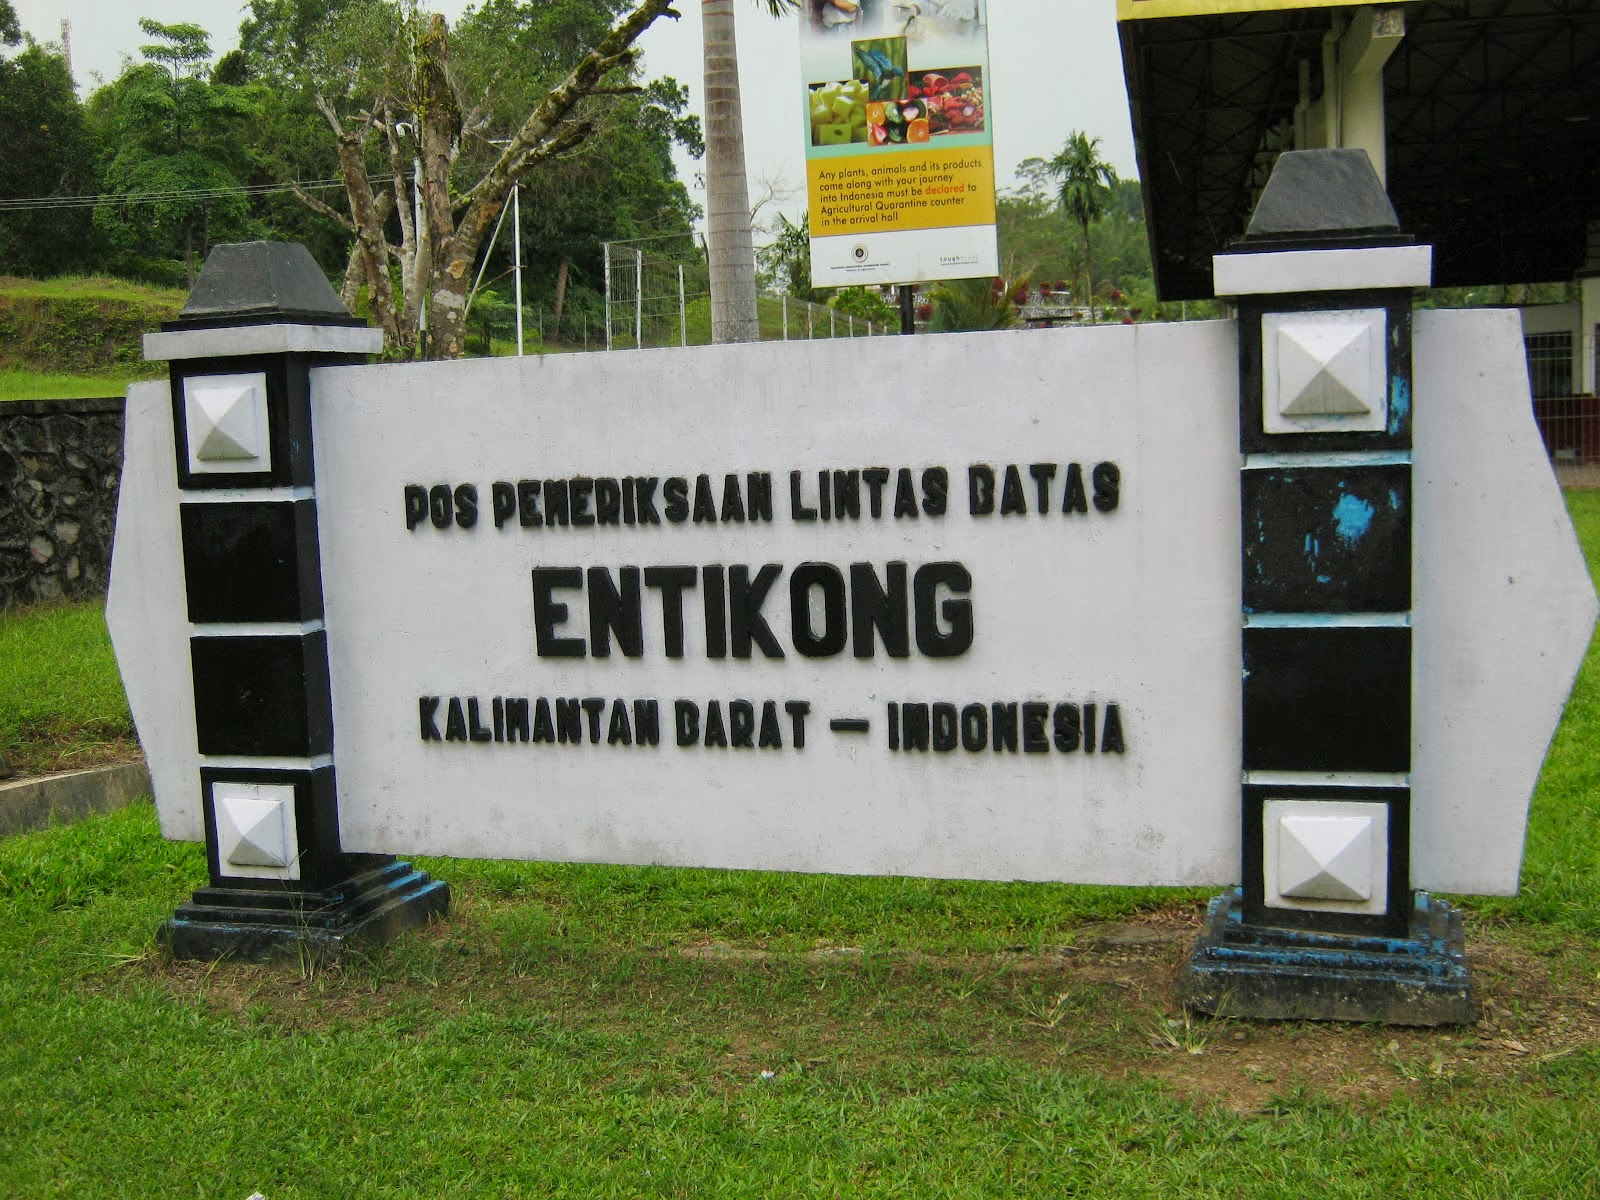 Any plants, animals and its products
come along with your journey
into Indonesia must be declared to
Agricultural Quarantine counter
in the arrival hall
POS PEMERIKSAAN LINTAS BATAS
ENTIKONG
KALIMANTAN BARAT — INDONESIA